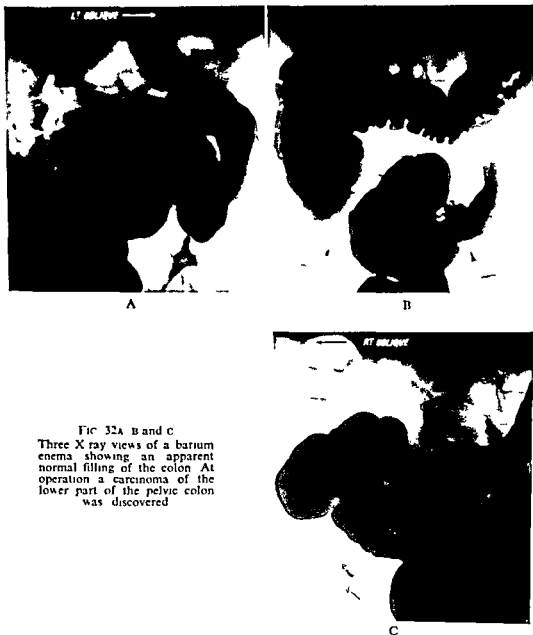 LT OBLIQUE
A
B
RT OBLIQUE
FIG 32A B and C
Three X ray views of a barium
enema showing an apparent
normal filling of the colon At
operation a carcinoma of the
lower part of the pelvic colon
was discovered
C